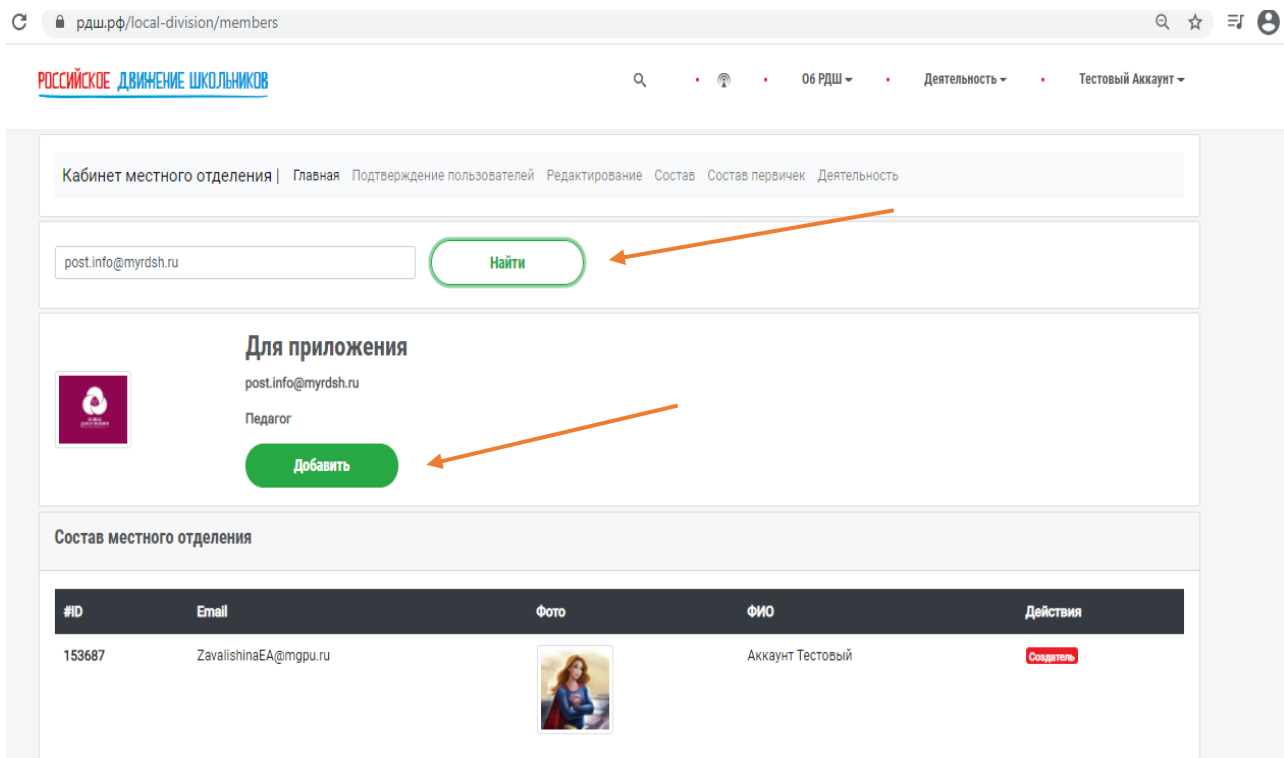 рдш.рф/local-division/members
РОССИЙСКОЕ ДВИЖЕНИЕ ШКОЛЬНИКОВ
Об РДШ
Деятельность
Тестовый Аккаунт
Кабинет местного отделения | Главная Подтверждение пользователей Редактирование Состав Состав первичек Деятельность
post.info@myrdsh.ru
Найти
Для приложения
post.info@myrdsh.ru
Педагог
Добавить
Состав местного отделения
#ID Email Фото ФИО Действия
153687 ZavalishinaEA@mgpu.ru Аккаунт Тестовый Создатель